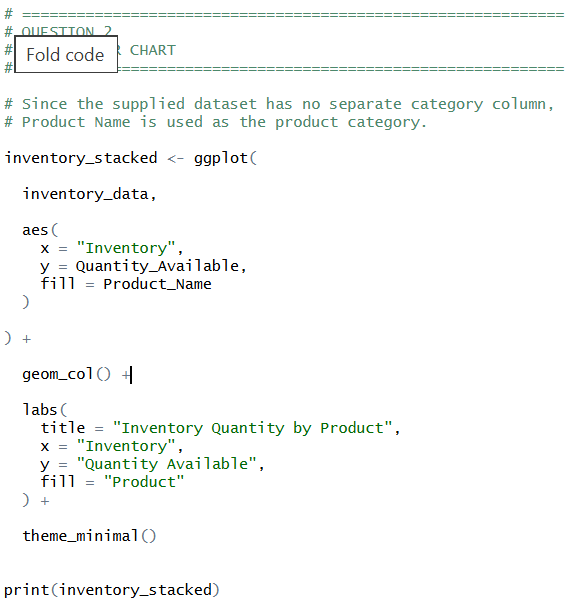 # ===========================================================
# QUESTION 2
# CHART
Fold code
# ===========================================================
# Since the supplied dataset has no separate category column,
# Product Name is used as the product category.
inventory_stacked <- ggplot(
inventory_data,
aes(
x = "Inventory",
y = Quantity_Available,
fill = Product_Name
)
) +
geom_col() +
labs(
title = "Inventory Quantity by Product",
x = "Inventory",
y = "Quantity Available",
fill = "Product"
) +
theme_minimal()
print(inventory_stacked)